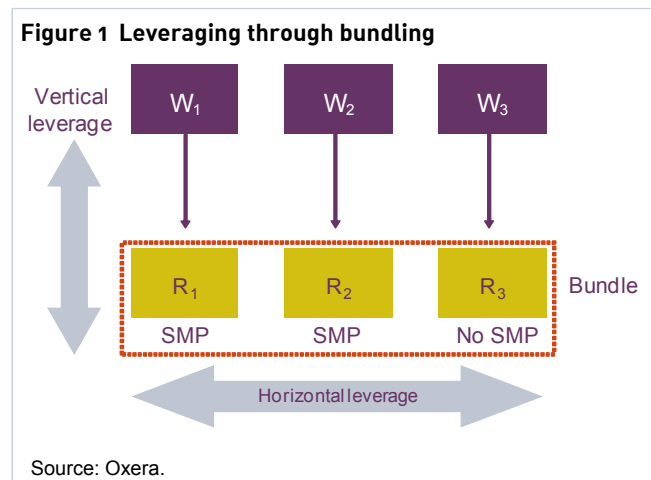 Figure 1 Leveraging through bundling
Vertical
leverage
W₁ W₂ W₃
R₁ R₂ R₃
Bundle
SMP SMP No SMP
Horizontal leverage
Source: Oxera.